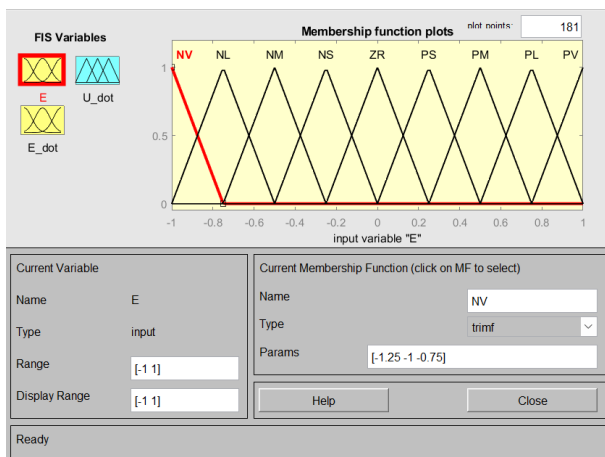 FIS Variables
Membership function plots
plot points:
181
E
U_dot
E_dot
NV NL NM NS ZR PS PM PL PV
1
0.5
0
-1 -0.8 -0.6 -0.4 -0.2 0 0.2 0.4 0.6 0.8 1
input variable "E"
Current Variable
Name E
Type input
Range [-1 1]
Display Range [-1 1]
Current Membership Function (click on MF to select)
Name NV
Type trimf
Params [-1.25 -1 -0.75]
Help Close
Ready